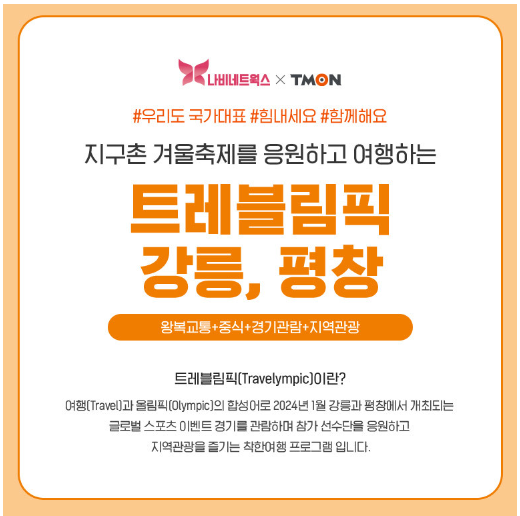 나비네트웍스 × TMON
#우리도 국가대표 #힘내세요 #함께해요
지구촌 겨울축제를 응원하고 여행하는
트레블림픽
강릉, 평창
왕복교통+중식+경기관람+지역관광
트레블림픽(Travelympic)이란?
여행(Travel)과 올림픽(Olympic)의 합성어로 2024년 1월 강릉과 평창에서 개최되는
글로벌 스포츠 이벤트 경기를 관람하며 참가 선수단을 응원하고
지역관광을 즐기는 착한여행 프로그램 입니다.